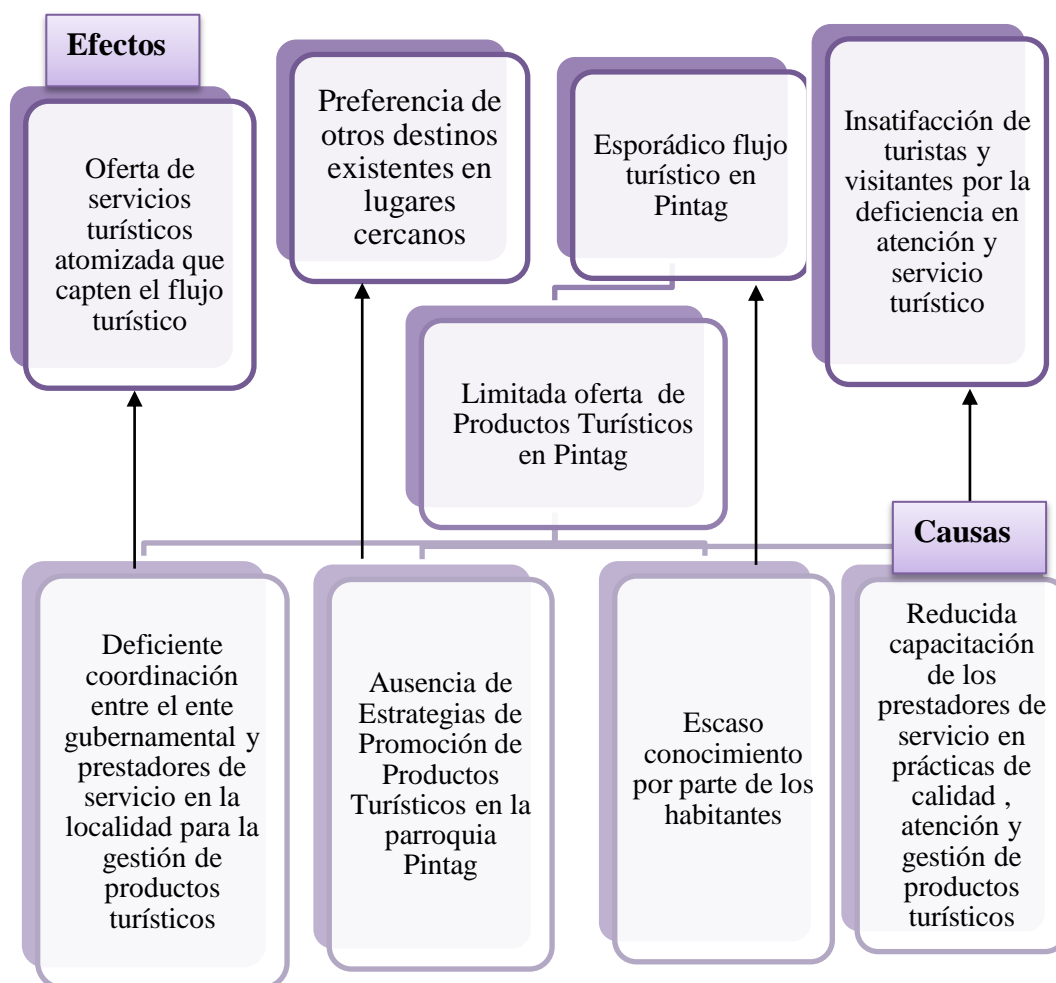 Efectos
Oferta de
servicios
turísticos
atomizada que
capten el flujo
turístico
Preferencia de
otros destinos
existentes en
lugares
cercanos
Esporádico flujo
turístico en
Pintag
Insatifacción de
turistas y
visitantes por la
deficiencia en
atención y
servicio
turístico
Limitada oferta de
Productos Turísticos
en Pintag
Causas
Deficiente
coordinación
entre el ente
gubernamental y
prestadores de
servicio en la
localidad para la
gestión de
productos
turísticos
Ausencia de
Estrategias de
Promoción de
Productos
Turísticos en la
parroquia
Pintag
Escaso
conocimiento
por parte de los
habitantes
Reducida
capacitación
de los
prestadores de
servicio en
prácticas de
calidad ,
atención y
gestión de
productos
turísticos